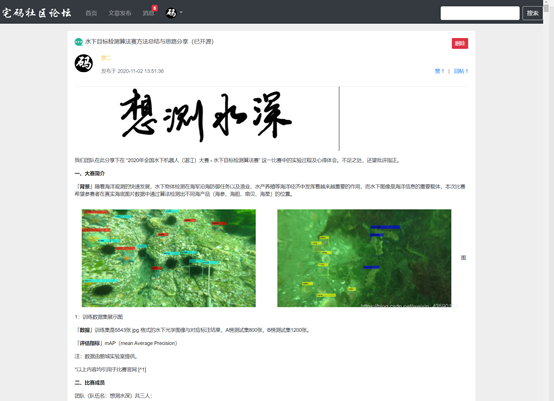 宅码社区论坛 首页 文章发布 消息 6 码 搜索
水下目标检测算法赛方法总结与思路分享（已开源） 删除
码
发布于 2020-11-02 13:51:36 赞 1 | 回帖 1
想测水深
我们团队在此分享下在 “2020年全国水下机器人（湛江）大赛 - 水下目标检测算法赛” 这一比赛中的实验过程及心得体会。不足之处，还望批评指正。
一、大赛简介
「背景」随着海洋观测的快速发展，水下物体检测在海军沿海防御任务以及渔业、水产养殖等海洋经济中发挥着越来越重要的作用，而水下图像是海洋信息的重要载体，本次比赛
希望参赛者在真实海底图片数据中通过算法检测出不同海产品（海参、海胆、扇贝、海星）的位置。
图
1：训练数据集展示图
「数据」训练集是5543张 jpg 格式的水下光学图像与对应标注结果，A榜测试集800张，B榜测试集1200张。
「评估指标」mAP（mean Average Precision）
注：数据由鹏城实验室提供。
*以上内容均引用于比赛官网 [^1]
二、比赛成员
团队（队伍名：想测水深）共三人：